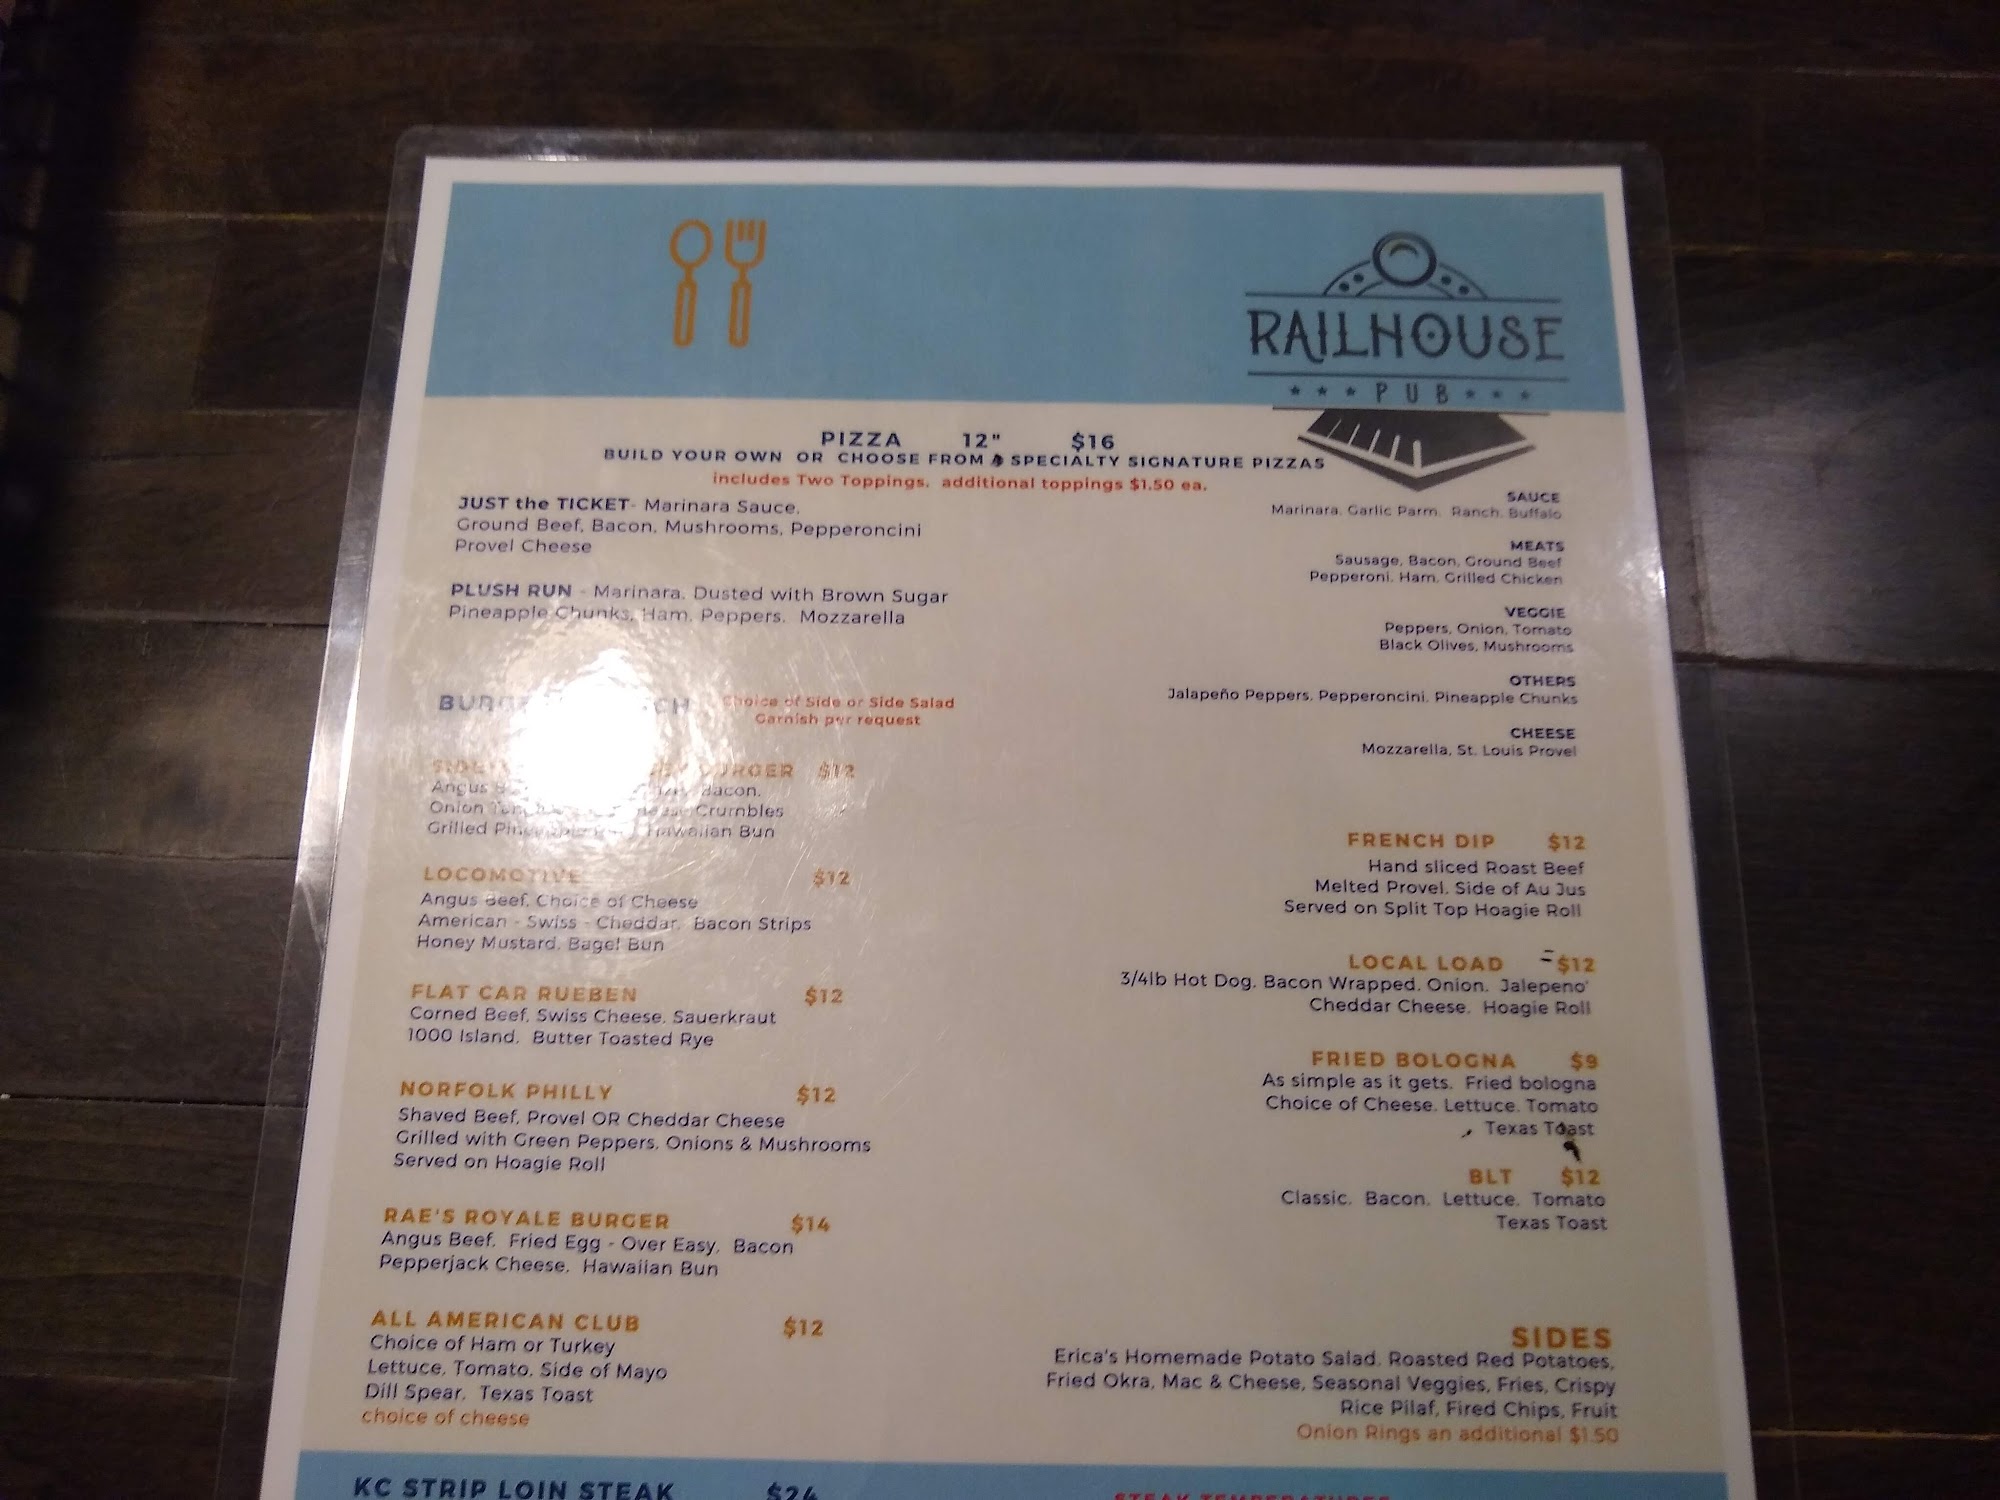 RAILHOUSE
PUB
PIZZA 12" $16
BUILD YOUR OWN OR CHOOSE FROM SPECIALTY SIGNATURE PIZZAS
includes Two Toppings. additional toppings $1.50 ea.
JUST the TICKET- Marinara Sauce,
Ground Beef, Bacon, Mushrooms, Pepperoncini
Provel Cheese
PLUSH RUN - Marinara. Dusted with Brown Sugar
Pineapple Chunks, Ham, Peppers. Mozzarella
Choice of Side or Side Salad
Garnish per request
BURGER $12
Angus Bacon.
Onion Crumbles
Grilled Hawaiian Bun
LOCOMOTIVE $12
Angus Beef, Choice of Cheese
American - Swiss - Cheddar. Bacon Strips
Honey Mustard. Bagel Bun
FLAT CAR RUEBEN $12
Corned Beef, Swiss Cheese. Sauerkraut
1000 Island. Butter Toasted Rye
NORFOLK PHILLY $12
Shaved Beef, Provel OR Cheddar Cheese
Grilled with Green Peppers, Onions & Mushrooms
Served on Hoagie Roll
RAE'S ROYALE BURGER $14
Angus Beef. Fried Egg - Over Easy. Bacon
Pepperjack Cheese. Hawaiian Bun
ALL AMERICAN CLUB $12
Choice of Ham or Turkey
Lettuce, Tomato, Side of Mayo
Dill Spear. Texas Toast
choice of cheese
SAUCE
Marinara. Garlic Parm. Ranch. Buffalo
MEATS
Sausage, Bacon, Ground Beef
Pepperoni. Ham. Grilled Chicken
VEGGIE
Peppers, Onion, Tomato
Black Olives, Mushrooms
OTHERS
Jalapeño Peppers, Pepperoncini. Pineapple Chunks
CHEESE
Mozzarella, St. Louis Provel
FRENCH DIP $12
Hand sliced Roast Beef
Melted Provel. Side of Au Jus
Served on Split Top Hoagie Roll
LOCAL LOAD $12
3/4lb Hot Dog. Bacon Wrapped. Onion. Jalepeno'
Cheddar Cheese. Hoagie Roll
FRIED BOLOGNA $9
As simple as it gets. Fried bologna
Choice of Cheese. Lettuce. Tomato
Texas Toast
BLT $12
Classic. Bacon. Lettuce. Tomato
Texas Toast
SIDES
Erica's Homemade Potato Salad. Roasted Red Potatoes,
Fried Okra, Mac & Cheese, Seasonal Veggies, Fries, Crispy
Rice Pilaf, Fired Chips, Fruit
Onion Rings an additional $1.50
KC STRIP LOIN STEAK $24
STEAK TEMPERATURES